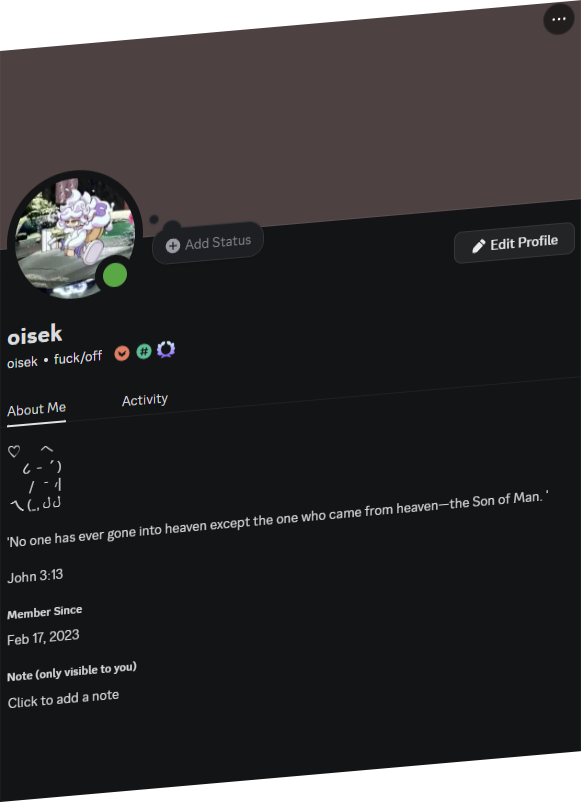 Add Status
Edit Profile
oisek
oisek • fuck/off
About Me
Activity
'No one has ever gone into heaven except the one who came from heaven—the Son of Man. '
John 3:13
Member Since
Feb 17, 2023
Note (only visible to you)
Click to add a note